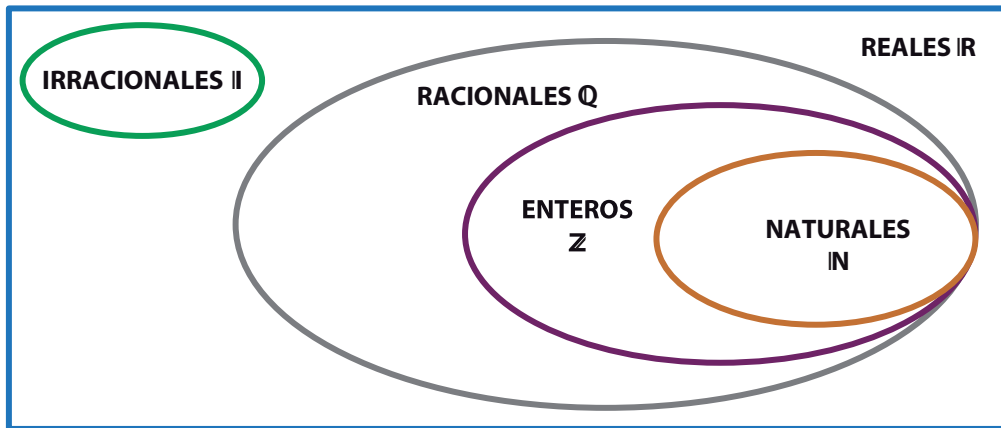 IRRACIONALES 𝕀
REALES ℝ
RACIONALES ℚ
ENTEROS
ℤ
NATURALES
ℕ